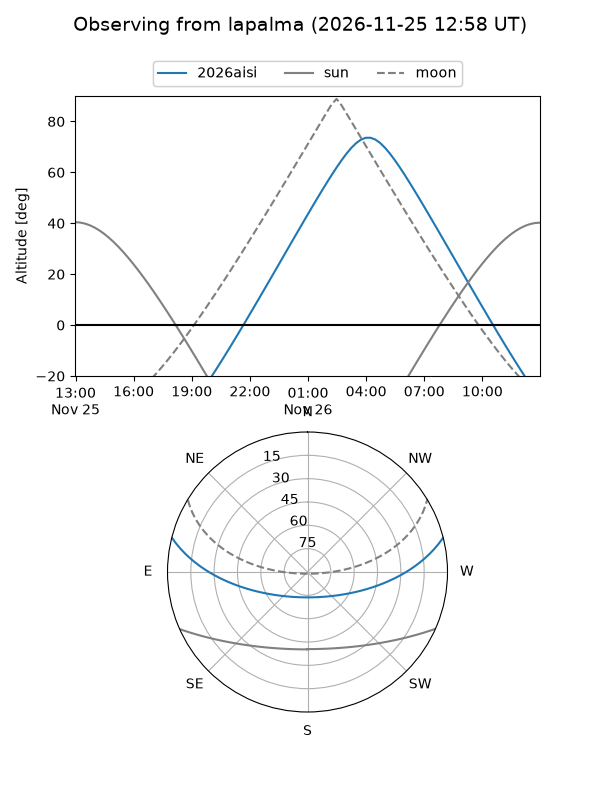 Observing from lapalma (2026-11-25 12:58 UT)
2026aisi sun moon
Altitude [deg]
80
60
40
20
0
−20
13:00 16:00 19:00 22:00 01:00 04:00 07:00 10:00
Nov 25 Nov 26
N
NE NW
15
30
45
60
75
E W
SE SW
S